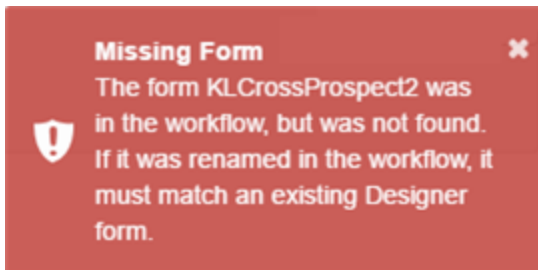 Missing Form
The form KLCrossProspect2 was
in the workflow, but was not found.
If it was renamed in the workflow, it
must match an existing Designer
form.